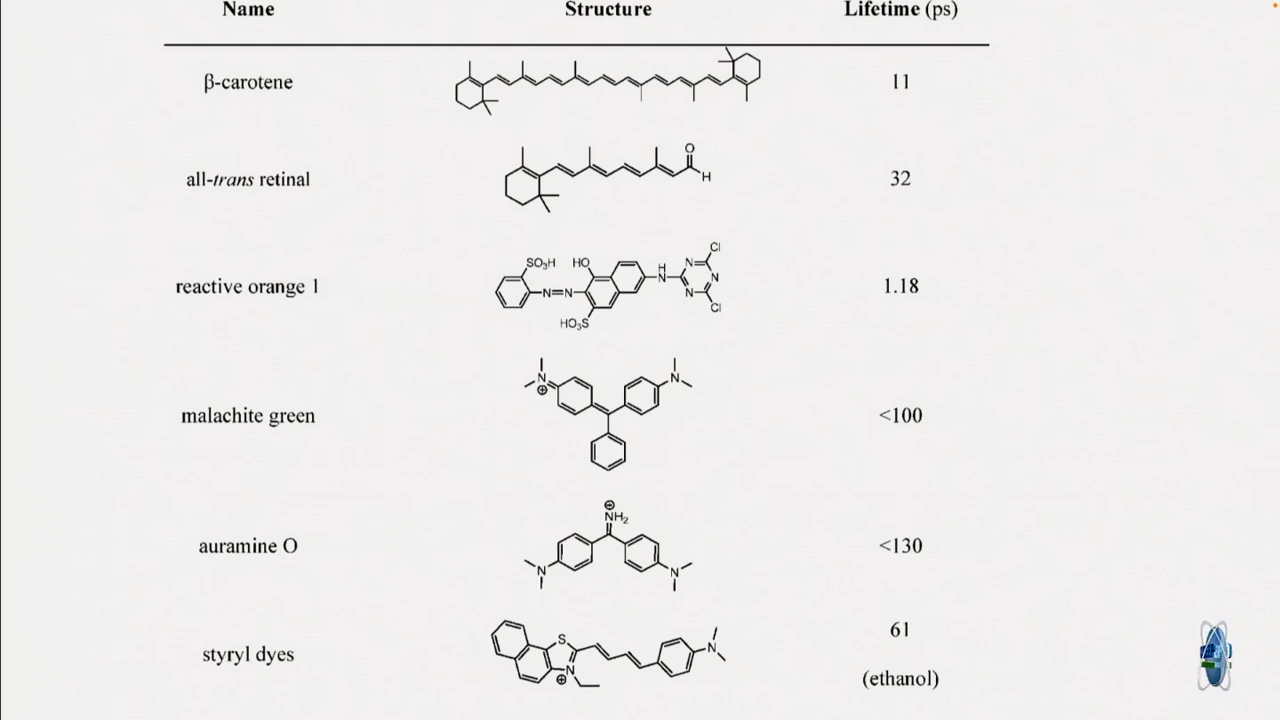 Name Structure Lifetime (ps)
β-carotene 11
all-trans retinal O H 32
reactive orange 1 SO₃H HO N=N HO₃S H N N N N Cl Cl 1.18
malachite green N ⊕ N <100
auramine O ⊕ NH₂ N N <130
styryl dyes S N ⊕ N 61
(ethanol)